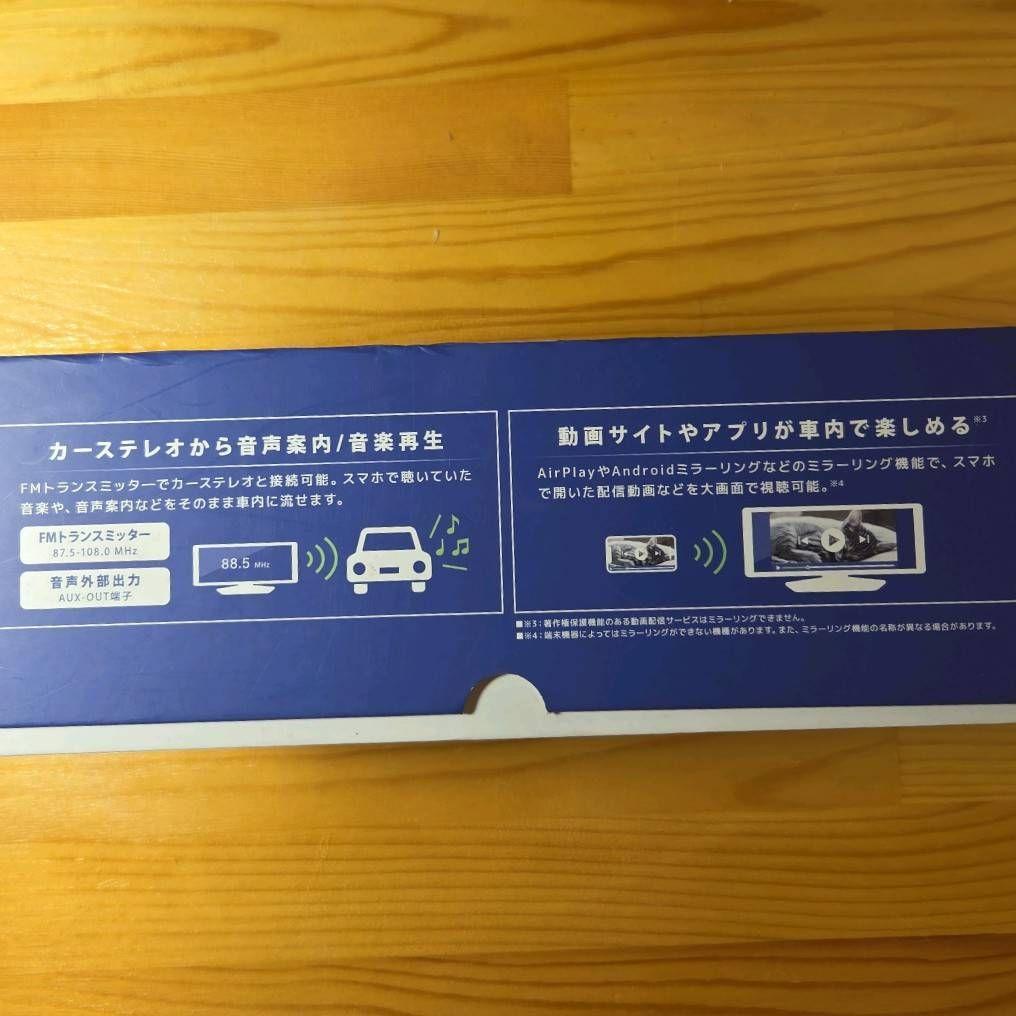 カーステレオから音声案内/音楽再生
FMトランスミッターでカーステレオと接続可能。スマホで聴いていた
音楽や、音声案内などをそのまま車内に流せます。
FMトランスミッター
87.5-108.0 MHz
音声外部出力
AUX-OUT端子
88.5 MHz
動画サイトやアプリが車内で楽しめる※3
AirPlayやAndroidミラーリングなどのミラーリング機能で、スマホ
で開いた配信動画などを大画面で視聴可能。※4
■※3：著作権保護機能のある動画配信サービスはミラーリングできません。
■※4：端末機器によってはミラーリングができない機種があります。また、ミラーリング機能の名称が異なる場合があります。